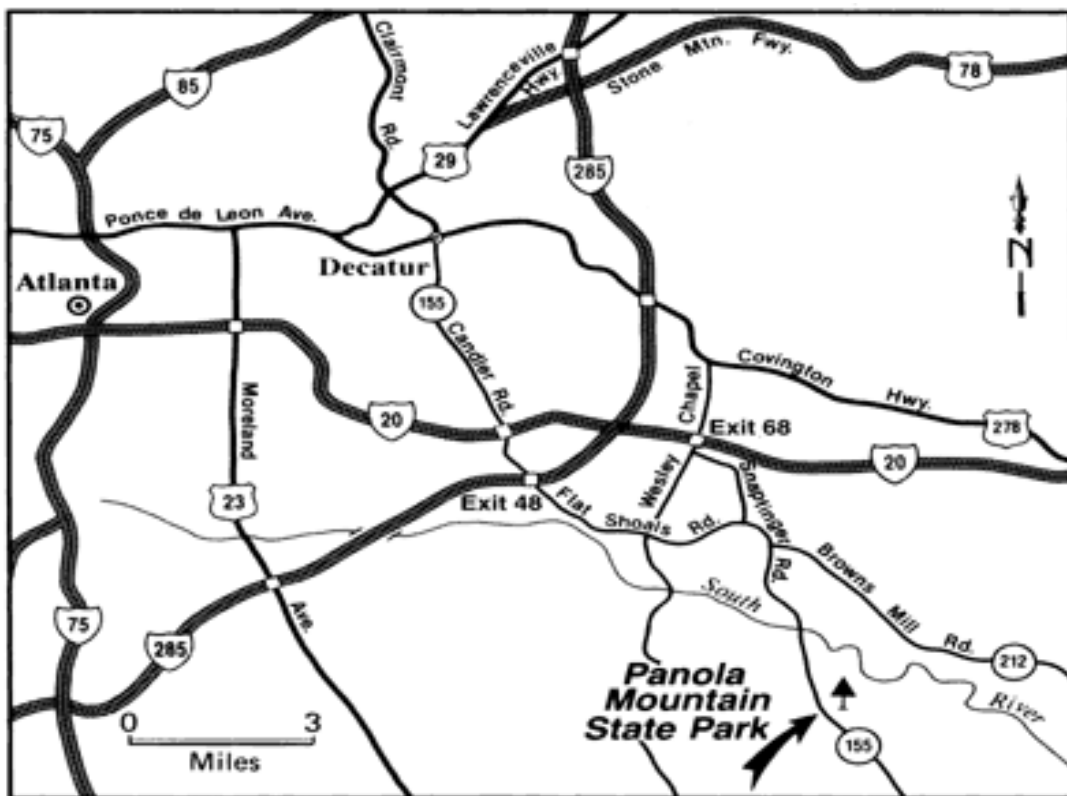 Clairmont Rd.
Lawrenceville Hwy.
Stone Mtn. Fwy.
85
78
75
29
285
Ponce de Leon Ave.
N
Decatur
Atlanta
155
Candler Rd.
Covington Hwy.
Moreland Ave.
Wesley Chapel
20
Exit 68
278
20
Snapfinger Rd.
23
Exit 48
Flat Shoals Rd.
Browns Mill Rd.
South River
75
285
212
Panola
Mountain
State Park
0 3
Miles
155